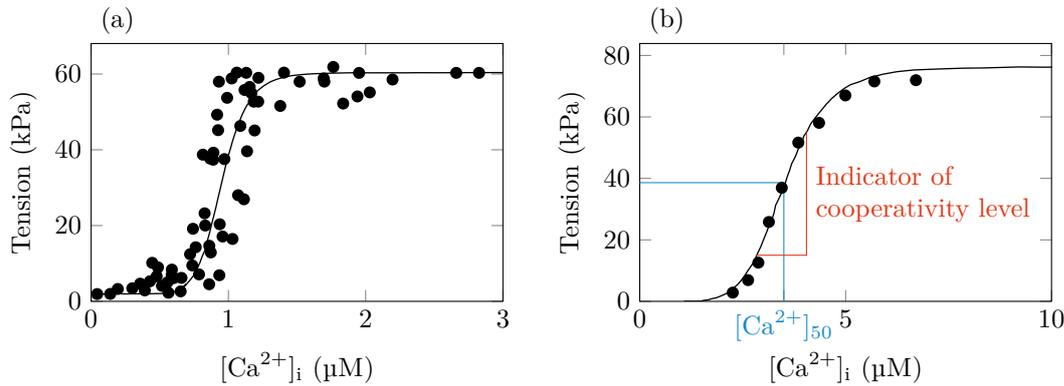 (a)
Tension (kPa)
60
40
20
0
0 1 2 3
[Ca²⁺]ᵢ (µM)
(b)
Tension (kPa)
80
60
40
20
0
Indicator of
cooperativity level
0 5 10
[Ca²⁺]₅₀
[Ca²⁺]ᵢ (µM)